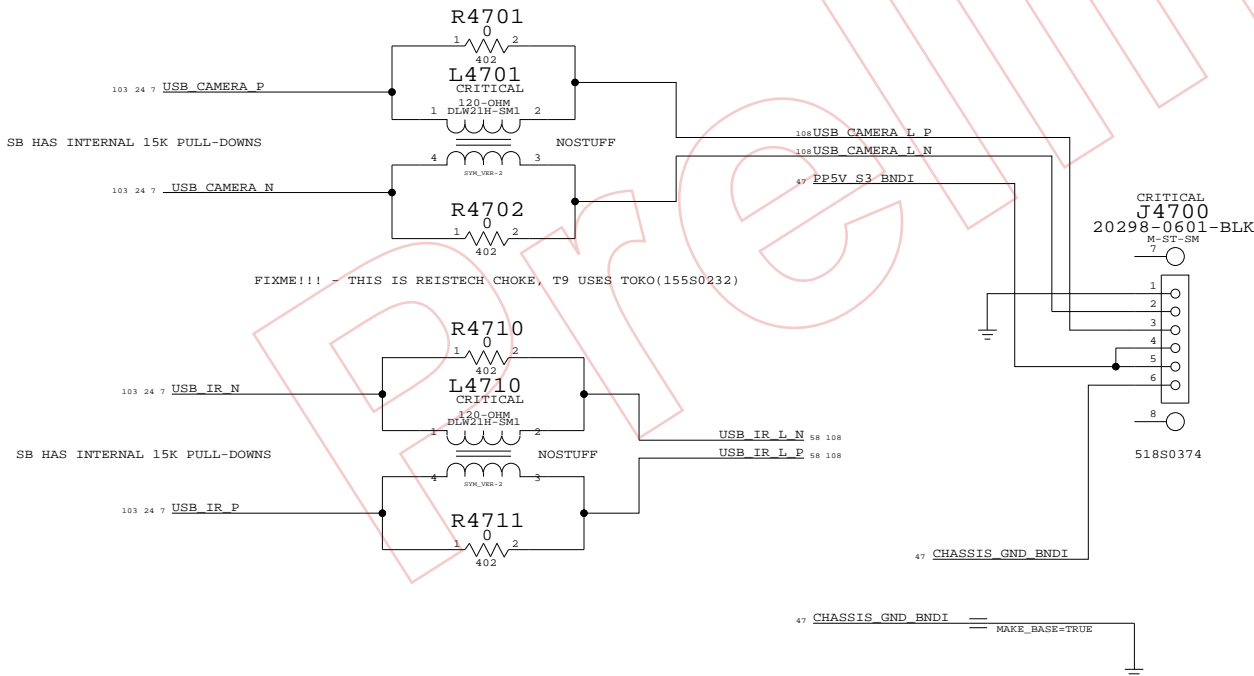 R4701
0
1 2
402
L4701
CRITICAL
120-OHM
DLW21H-SM1
1 2
103 24 7 USB_CAMERA_P
SB HAS INTERNAL 15K PULL-DOWNS
NOSTUFF
4 3
SYM_VER-2
103 24 7 USB_CAMERA_N
R4702
0
1 2
402
108 USB_CAMERA_L_P
108 USB_CAMERA_L_N
47 PP5V_S3_BNDI
CRITICAL
J4700
20298-0601-BLK
M-ST-SM
7
1
2
3
4
5
6
8
518S0374
FIXME!!! - THIS IS REISTECH CHOKE, T9 USES TOKO(155S0232)
R4710
0
1 2
402
L4710
CRITICAL
120-OHM
DLW21H-SM1
1 2
103 24 7 USB_IR_N
SB HAS INTERNAL 15K PULL-DOWNS
NOSTUFF
4 3
SYM_VER-2
USB_IR_L_N 58 108
USB_IR_L_P 58 108
103 24 7 USB_IR_P
R4711
0
1 2
402
47 CHASSIS_GND_BNDI
47 CHASSIS_GND_BNDI
MAKE_BASE=TRUE
Preli